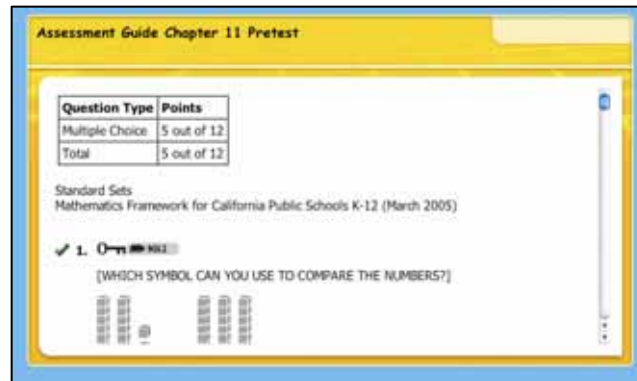 Assessment Guide Chapter 11 Pretest
Question Type Points
Multiple Choice 5 out of 12
Total 5 out of 12
Standard Sets
Mathematics Framework for California Public Schools K-12 (March 2005)
1.
[WHICH SYMBOL CAN YOU USE TO COMPARE THE NUMBERS?]